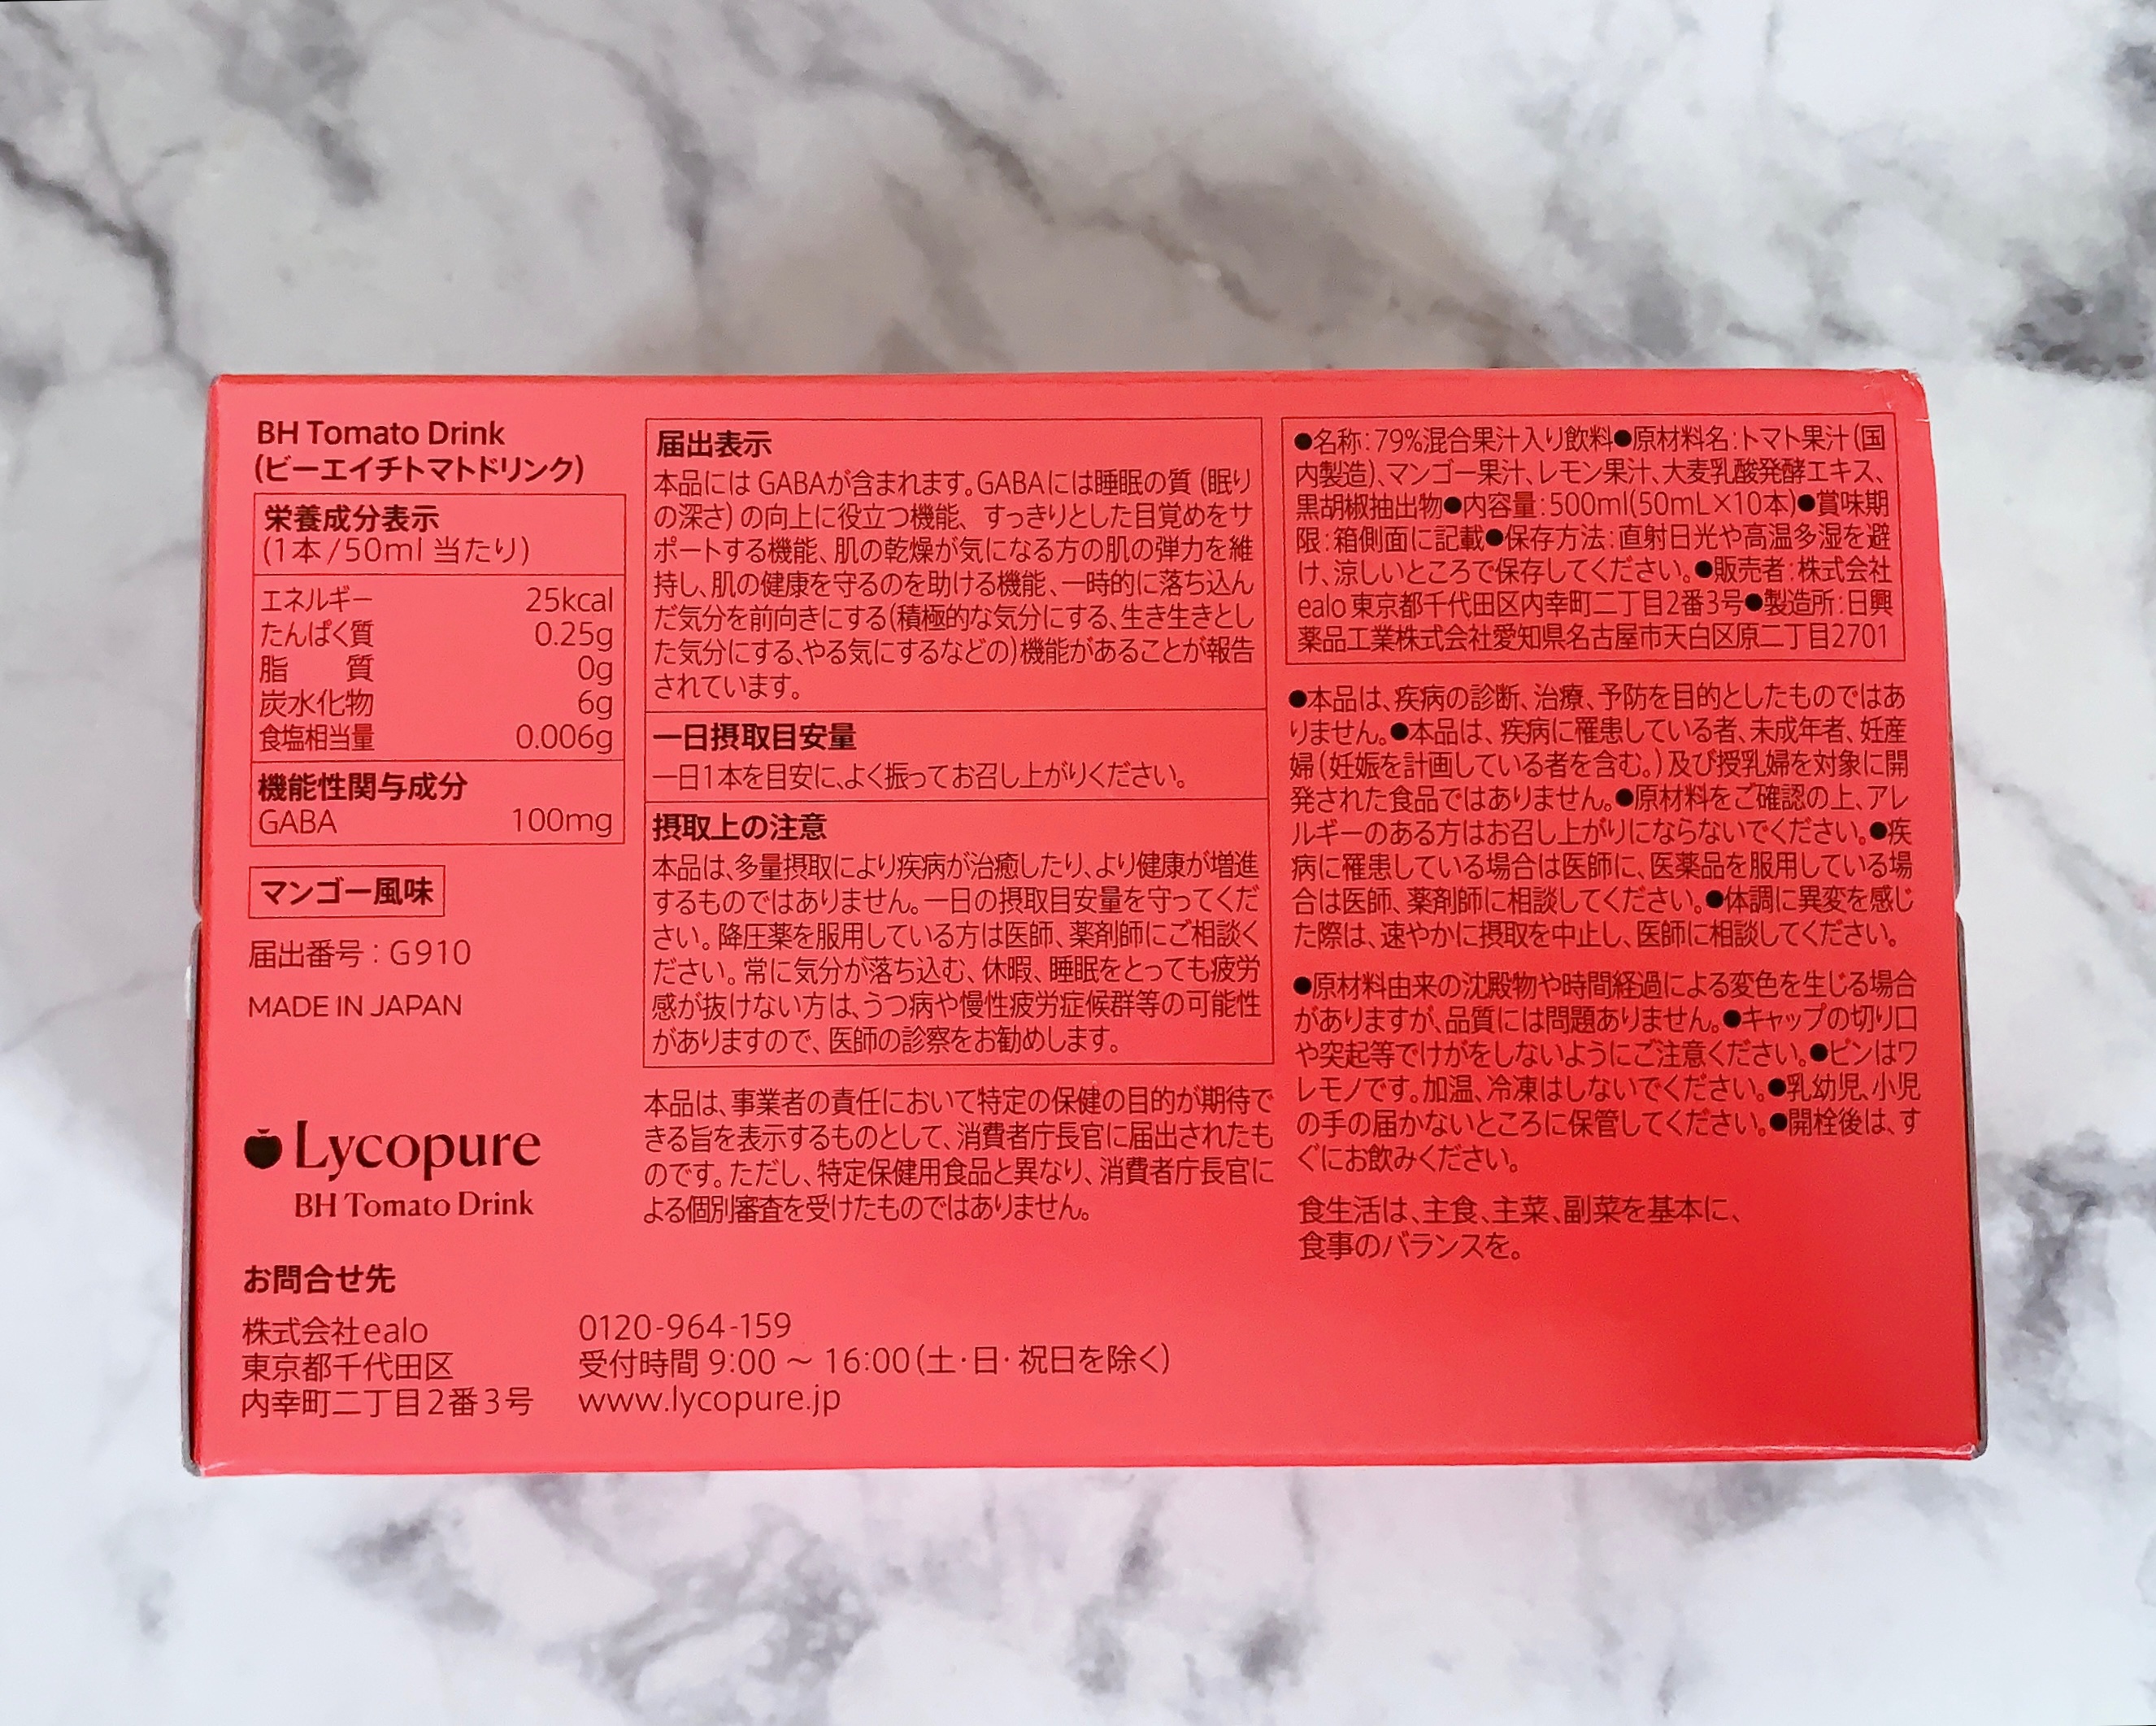 BH Tomato Drink
(ビーエイチトマトドリンク)
栄養成分表示
(1本/50ml 当たり)
エネルギー 25kcal
たんぱく質 0.25g
脂　質 0g
炭水化物 6g
食塩相当量 0.006g
機能性関与成分
GABA 100mg
マンゴー風味
届出番号：G910
MADE IN JAPAN
Lycopure
BH Tomato Drink
届出表示
本品にはGABAが含まれます。GABAには睡眠の質(眠り
の深さ)の向上に役立つ機能、すっきりとした目覚めをサ
ポートする機能、肌の乾燥が気になる方の肌の弾力を維
持し、肌の健康を守るのを助ける機能、一時的に落ち込ん
だ気分を前向きにする(積極的な気分にする、生き生きとし
た気分にする、やる気にするなどの)機能があることが報告
されています。
一日摂取目安量
一日1本を目安に、よく振ってお召し上がりください。
摂取上の注意
本品は、多量摂取により疾病が治癒したり、より健康が増進
するものではありません。一日の摂取目安量を守ってくだ
さい。降圧薬を服用している方は医師、薬剤師にご相談く
ださい。常に気分が落ち込む、休暇、睡眠をとっても疲労
感が抜けない方は、うつ病や慢性疲労症候群等の可能性
がありますので、医師の診察をお勧めします。
本品は、事業者の責任において特定の保健の目的が期待で
きる旨を表示するものとして、消費者庁長官に届出されたも
のです。ただし、特定保健用食品と異なり、消費者庁長官に
よる個別審査を受けたものではありません。
●名称：79%混合果汁入り飲料●原材料名：トマト果汁(国
内製造)、マンゴー果汁、レモン果汁、大麦乳酸発酵エキス、
黒胡椒抽出物●内容量：500ml(50mL×10本)●賞味期
限：箱側面に記載●保存方法：直射日光や高温多湿を避
け、涼しいところで保存してください。●販売者：株式会社
ealo 東京都千代田区内幸町二丁目2番3号●製造所：日興
薬品工業株式会社愛知県名古屋市天白区原二丁目2701
●本品は、疾病の診断、治療、予防を目的としたものではあ
りません。●本品は、疾病に罹患している者、未成年者、妊産
婦(妊娠を計画している者を含む。)及び授乳婦を対象に開
発された食品ではありません。●原材料をご確認の上、アレ
ルギーのある方はお召し上がりにならないでください。●疾
病に罹患している場合は医師に、医薬品を服用している場
合は医師、薬剤師に相談してください。●体調に異変を感じ
た際は、速やかに摂取を中止し、医師に相談してください。
●原材料由来の沈殿物や時間経過による変色を生じる場合
がありますが、品質には問題ありません。●キャップの切り口
や突起等でけがをしないようにご注意ください。●ビンはワ
レモノです。加温、冷凍はしないでください。●乳幼児、小児
の手の届かないところに保管してください。●開栓後は、す
ぐにお飲みください。
食生活は、主食、主菜、副菜を基本に、
食事のバランスを。
お問合せ先
株式会社ealo
東京都千代田区
内幸町二丁目2番3号
0120-964-159
受付時間 9:00 ～ 16:00(土・日・祝日を除く)
www.lycopure.jp